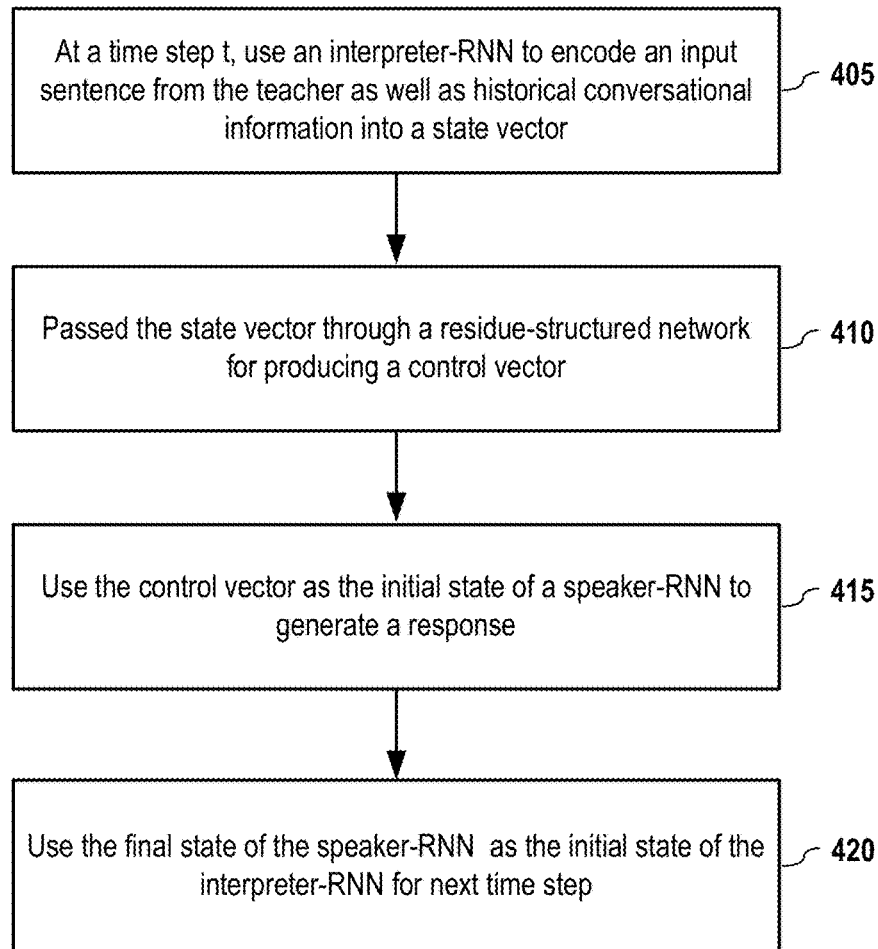 At a time step t, use an interpreter-RNN to encode an input
sentence from the teacher as well as historical conversational
information into a state vector
405
Passed the state vector through a residue-structured network
for producing a control vector
410
Use the control vector as the initial state of a speaker-RNN to
generate a response
415
Use the final state of the speaker-RNN as the initial state of the
interpreter-RNN for next time step
420